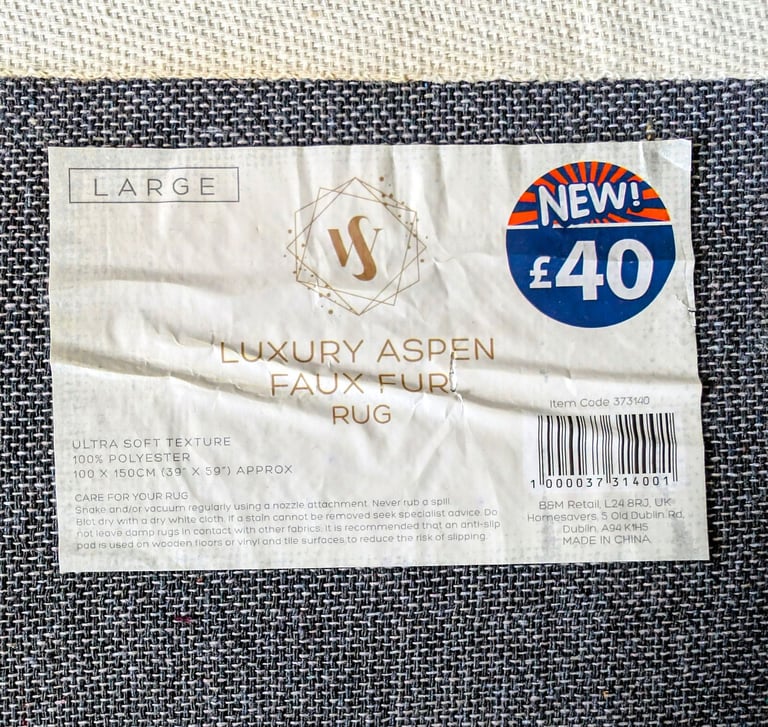 LARGE
NEW!
£40
LUXURY ASPEN
FAUX FUR
RUG
Item Code 373140
1 000037 314001
ULTRA SOFT TEXTURE
100% POLYESTER
100 X 150CM (39" X 59") APPROX
CARE FOR YOUR RUG
Shake and/or vacuum regularly using a nozzle attachment. Never rub a spill.
Blot dry with a dry white cloth. If a stain cannot be removed seek specialist advice. Do
not leave damp rugs in contact with other fabrics. It is recommended that an anti-slip
pad is used on wooden floors or vinyl and tile surfaces to reduce the risk of slipping.
B&M Retail, L24 8RJ, UK
Homesavers, 5 Old Dublin Rd,
Dublin, A94 K1H5
MADE IN CHINA